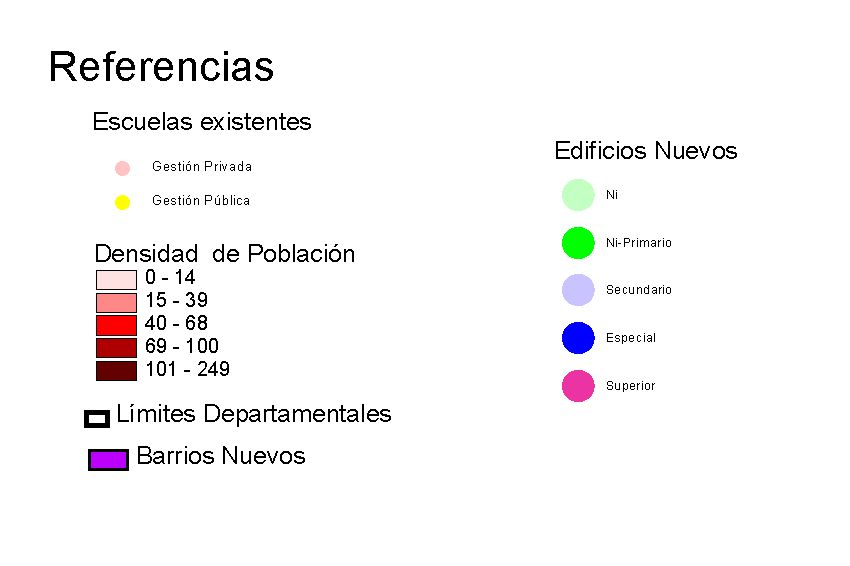 Referencias
Escuelas existentes
Gestión Privada
Gestión Pública
Densidad de Población
0 - 14
15 - 39
40 - 68
69 - 100
101 - 249
Límites Departamentales
Barrios Nuevos
Edificios Nuevos
Ni
Ni-Primario
Secundario
Especial
Superior